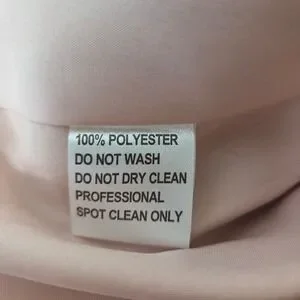 100% POLYESTER
DO NOT WASH
DO NOT DRY CLEAN
PROFESSIONAL
SPOT CLEAN ONLY